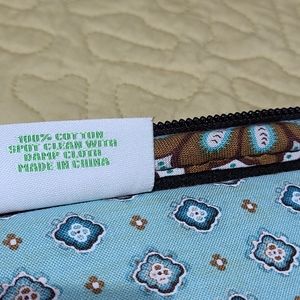 100% COTTON
SPOT CLEAN WITH
DAMP CLOTH
MADE IN CHINA